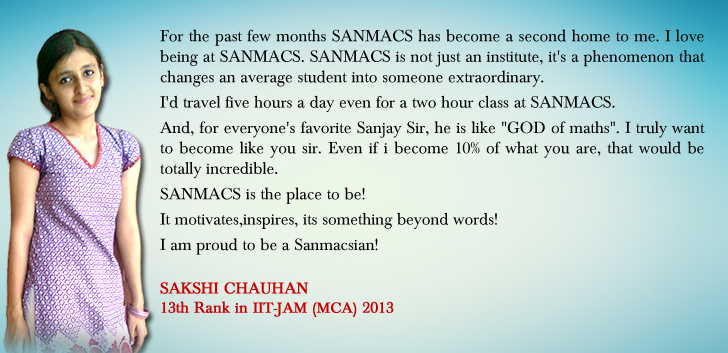 For the past few months SANMACS has become a second home to me. I love
being at SANMACS. SANMACS is not just an institute, it's a phenomenon that
changes an average student into someone extraordinary.
I'd travel five hours a day even for a two hour class at SANMACS.
And, for everyone's favorite Sanjay Sir, he is like "GOD of maths". I truly want
to become like you sir. Even if i become 10% of what you are, that would be
totally incredible.
SANMACS is the place to be!
It motivates,inspires, its something beyond words!
I am proud to be a Sanmacsian!
SAKSHI CHAUHAN
13th Rank in IIT-JAM (MCA) 2013